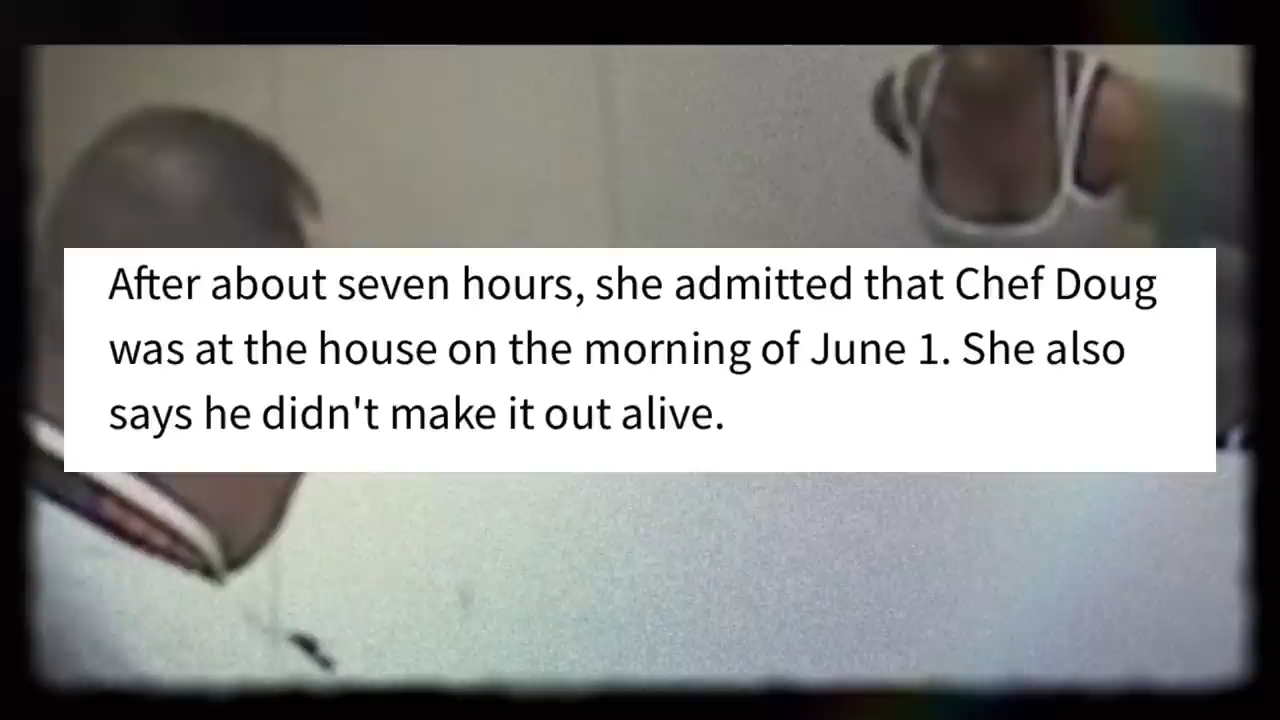 After about seven hours, she admitted that Chef Doug
was at the house on the morning of June 1. She also
says he didn't make it out alive.